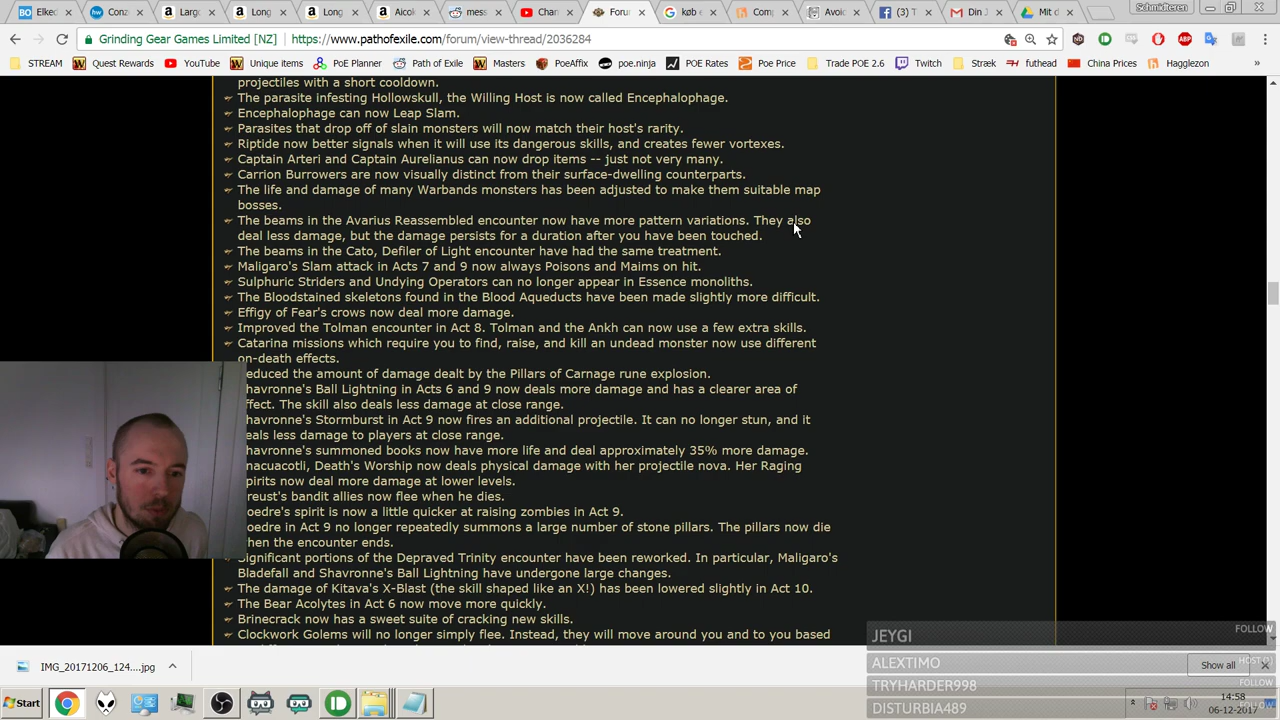 Elked
Conz
Larg
Long
Long
Aicok
mess
Chan
Forun
køb e
Comp
Avoid
(3) T
Din J
Mit d
Schmidteren
Grinding Gear Games Limited [NZ]
https://www.pathofexile.com/forum/view-thread/2036284
STREAM
Quest Rewards
YouTube
Unique items
PoE Planner
Path of Exile
Masters
PoeAffix
poe.ninja
POE Rates
Poe Price
Trade POE 2.6
Twitch
Stræk
futhead
China Prices
Hagglezon
projectiles with a short cooldown.
The parasite infesting Hollowskull, the Willing Host is now called Encephalophage.
Encephalophage can now Leap Slam.
Parasites that drop off of slain monsters will now match their host's rarity.
Riptide now better signals when it will use its dangerous skills, and creates fewer vortexes.
Captain Arteri and Captain Aurelianus can now drop items -- just not very many.
Carrion Burrowers are now visually distinct from their surface-dwelling counterparts.
The life and damage of many Warbands monsters has been adjusted to make them suitable map
bosses.
The beams in the Avarius Reassembled encounter now have more pattern variations. They also
deal less damage, but the damage persists for a duration after you have been touched.
The beams in the Cato, Defiler of Light encounter have had the same treatment.
Maligaro's Slam attack in Acts 7 and 9 now always Poisons and Maims on hit.
Sulphuric Striders and Undying Operators can no longer appear in Essence monoliths.
The Bloodstained skeletons found in the Blood Aqueducts have been made slightly more difficult.
Effigy of Fear's crows now deal more damage.
Improved the Tolman encounter in Act 8. Tolman and the Ankh can now use a few extra skills.
Catarina missions which require you to find, raise, and kill an undead monster now use different
on-death effects.
educed the amount of damage dealt by the Pillars of Carnage rune explosion.
havronne's Ball Lightning in Acts 6 and 9 now deals more damage and has a clearer area of
ffect. The skill also deals less damage at close range.
havronne's Stormburst in Act 9 now fires an additional projectile. It can no longer stun, and it
eals less damage to players at close range.
havronne's summoned books now have more life and deal approximately 35% more damage.
nacuacotli, Death's Worship now deals physical damage with her projectile nova. Her Raging
pirits now deal more damage at lower levels.
reust's bandit allies now flee when he dies.
oedre's spirit is now a little quicker at raising zombies in Act 9.
oedre in Act 9 no longer repeatedly summons a large number of stone pillars. The pillars now die
hen the encounter ends.
Significant portions of the Depraved Trinity encounter have been reworked. In particular, Maligaro's
Bladefall and Shavronne's Ball Lightning have undergone large changes.
The damage of Kitava's X-Blast (the skill shaped like an X!) has been lowered slightly in Act 10.
The Bear Acolytes in Act 6 now move more quickly.
Brinecrack now has a sweet suite of cracking new skills.
Clockwork Golems will no longer simply flee. Instead, they will move around you and to you based
JEYGI FOLLOW
ALEXTIMO HOST (3)
TRYHARDER998 FOLLOW
DISTURBIA489 FOLLOW
IMG_20171206_124....jpg
Show all
Start
14:58
06-12-2017